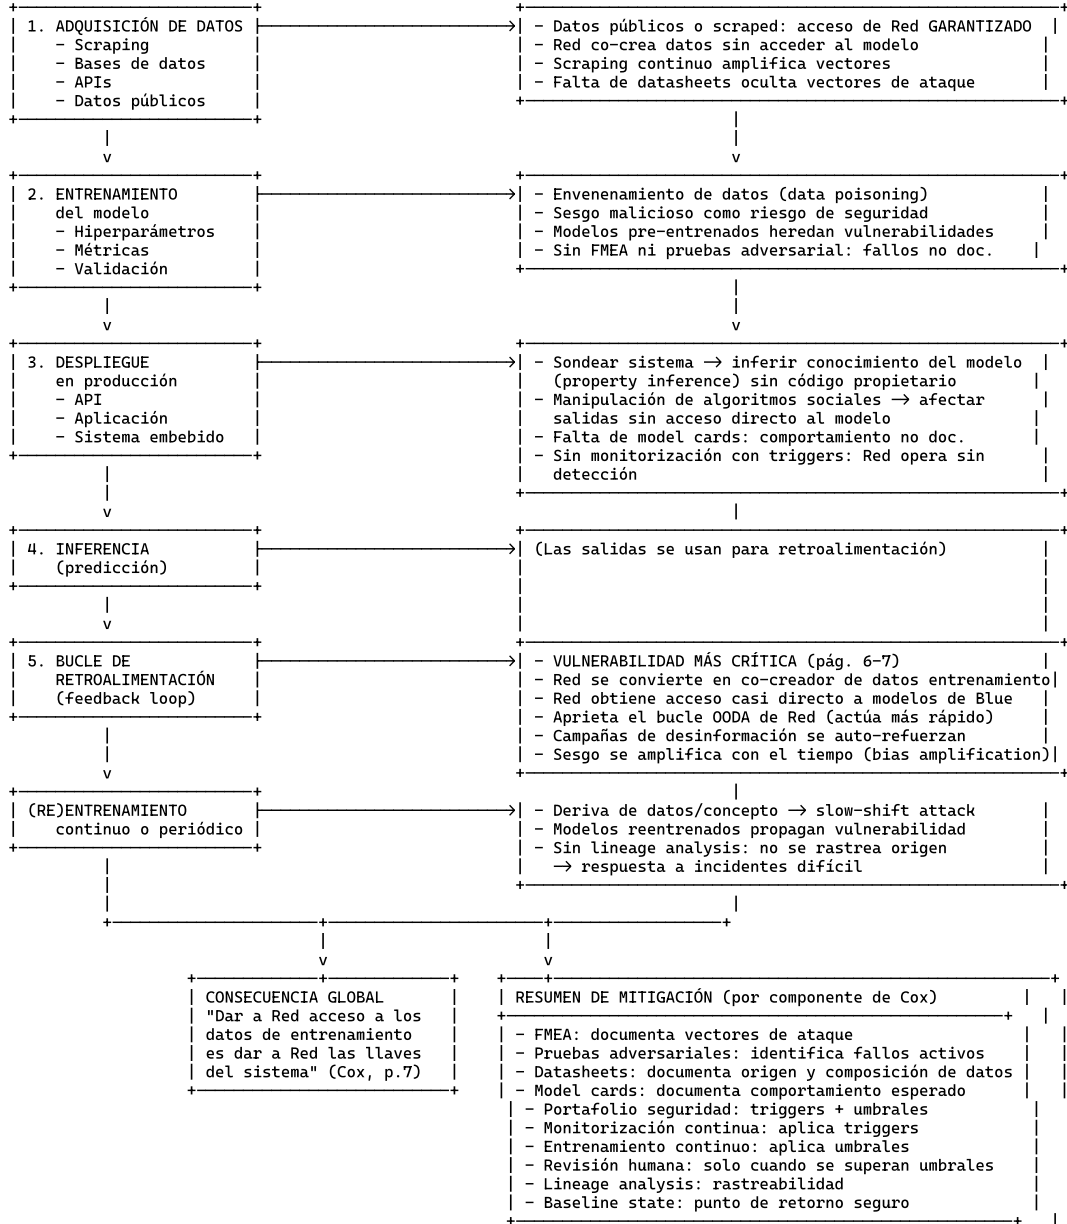 1. ADQUISICIÓN DE DATOS
- Scraping
- Bases de datos
- APIs
- Datos públicos
- Datos públicos o scraped: acceso de Red GARANTIZADO
- Red co-crea datos sin acceder al modelo
- Scraping continuo amplifica vectores
- Falta de datasheets oculta vectores de ataque
2. ENTRENAMIENTO
del modelo
- Hiperparámetros
- Métricas
- Validación
- Envenenamiento de datos (data poisoning)
- Sesgo malicioso como riesgo de seguridad
- Modelos pre-entrenados heredan vulnerabilidades
- Sin FMEA ni pruebas adversarial: fallos no doc.
3. DESPLIEGUE
en producción
- API
- Aplicación
- Sistema embebido
- Sondear sistema → inferir conocimiento del modelo
(property inference) sin código propietario
- Manipulación de algoritmos sociales → afectar
salidas sin acceso directo al modelo
- Falta de model cards: comportamiento no doc.
- Sin monitorización con triggers: Red opera sin
detección
4. INFERENCIA
(predicción)
(Las salidas se usan para retroalimentación)
5. BUCLE DE
RETROALIMENTACIÓN
(feedback loop)
- VULNERABILIDAD MÁS CRÍTICA (pág. 6-7)
- Red se convierte en co-creador de datos entrenamiento
- Red obtiene acceso casi directo a modelos de Blue
- Aprieta el bucle OODA de Red (actúa más rápido)
- Campañas de desinformación se auto-refuerzan
- Sesgo se amplifica con el tiempo (bias amplification)
(RE)ENTRENAMIENTO
continuo o periódico
- Deriva de datos/concepto → slow-shift attack
- Modelos reentrenados propagan vulnerabilidad
- Sin lineage analysis: no se rastrea origen
→ respuesta a incidentes difícil
CONSECUENCIA GLOBAL
"Dar a Red acceso a los
datos de entrenamiento
es dar a Red las llaves
del sistema" (Cox, p.7)
RESUMEN DE MITIGACIÓN (por componente de Cox)
- FMEA: documenta vectores de ataque
- Pruebas adversariales: identifica fallos activos
- Datasheets: documenta origen y composición de datos
- Model cards: documenta comportamiento esperado
- Portafolio seguridad: triggers + umbrales
- Monitorización continua: aplica triggers
- Entrenamiento continuo: aplica umbrales
- Revisión humana: solo cuando se superan umbrales
- Lineage analysis: rastreabilidad
- Baseline state: punto de retorno seguro